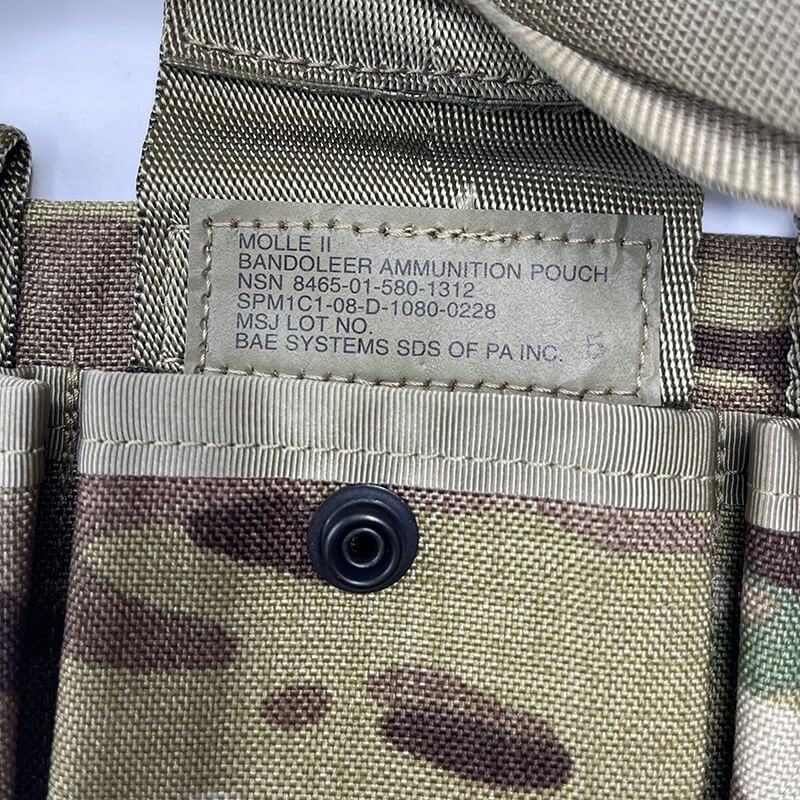 MOLLE II
BANDOLEER AMMUNITION POUCH
NSN 8465-01-580-1312
SPM1C1-08-D-1080-0228
MSJ LOT NO.
BAE SYSTEMS SDS OF PA INC.